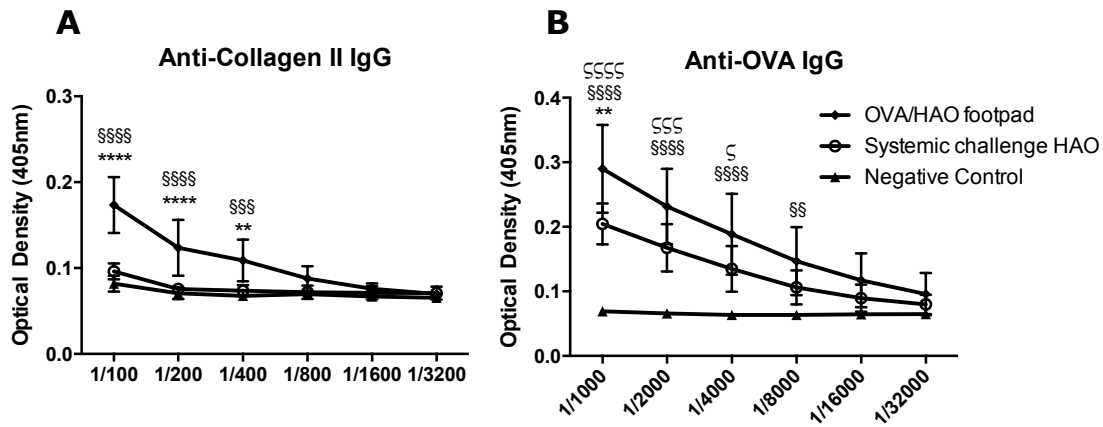 A
Anti-Collagen II IgG
Optical Density (405nm)
0.3
0.2
0.1
0.0
§§§§
****
§§§§
****
§§§
**
1/100 1/200 1/400 1/800 1/1600 1/3200
B
Anti-OVA IgG
Optical Density (405nm)
0.4
0.3
0.2
0.1
0.0
ϛϛϛϛ
§§§§
**
ϛϛϛ
§§§§
ϛ
§§§§
§§
1/1000
1/2000
1/4000
1/8000
1/16000
1/32000
OVA/HAO footpad
Systemic challenge HAO
Negative Control